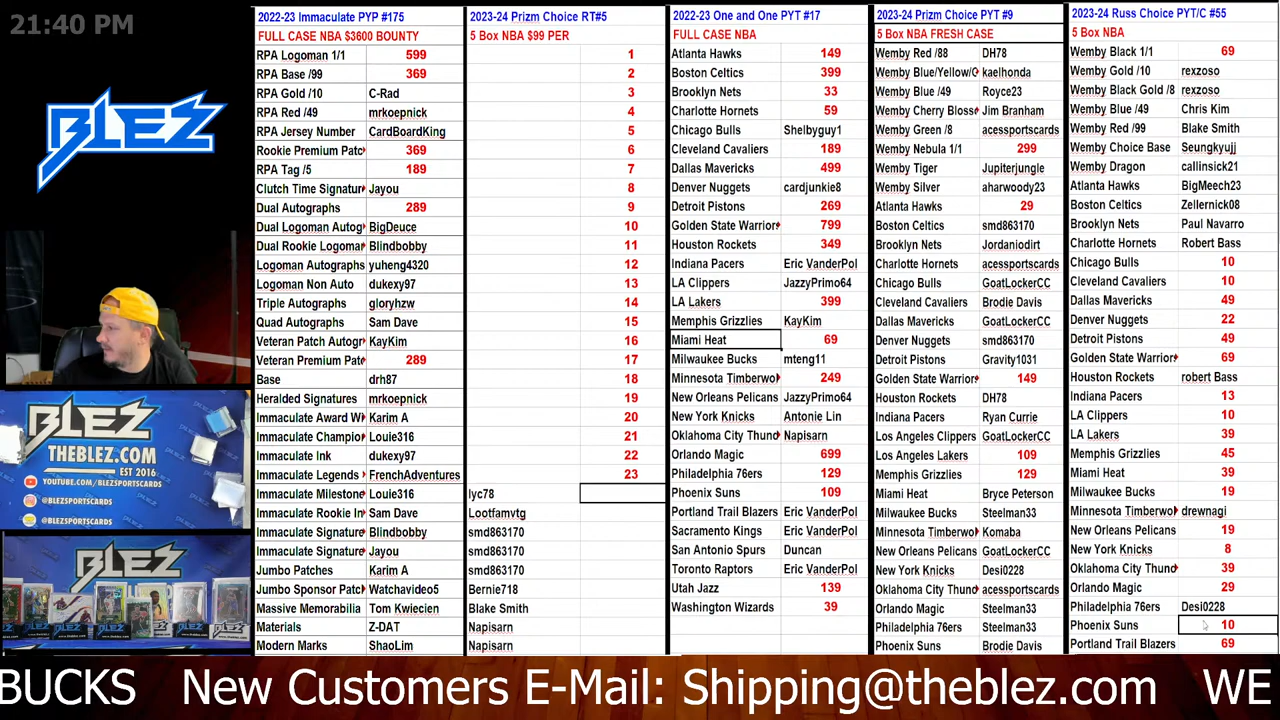 21:40 PM
BLEZ
BLEZ
THEBLEZ.COM
EST 2016
YOUTUBE.COM/BLEZSPORTSCARDS
@BLEZSPORTSCARDS
@BLEZSPORTSCARDS
BLEZ
2022-23 Immaculate PYP #175
FULL CASE NBA $3600 BOUNTY
RPA Logoman 1/1 599
RPA Base /99 369
RPA Gold /10 C-Rad
RPA Red /49 mrkoepnick
RPA Jersey Number CardBoardKing
Rookie Premium Patc 369
RPA Tag /5 189
Clutch Time Signatur Jayou
Dual Autographs 289
Dual Logoman Autog BigDeuce
Dual Rookie Logoma Blindbobby
Logoman Autographs yuheng4320
Logoman Non Auto dukexy97
Triple Autographs gloryhzw
Quad Autographs Sam Dave
Veteran Patch Autogr KayKim
Veteran Premium Pat 289
Base drh87
Heralded Signatures mrkoepnick
Immaculate Award W Karim A
Immaculate Champio Louie316
Immaculate Ink dukexy97
Immaculate Legends FrenchAdventures
Immaculate Milestone Louie316
Immaculate Rookie In Sam Dave
Immaculate Signatur Blindbobby
Immaculate Signatur Jayou
Jumbo Patches Karim A
Jumbo Sponsor Patc Watchavideo5
Massive Memorabilia Tom Kwiecien
Materials Z-DAT
Modern Marks ShaoLim
2023-24 Prizm Choice RT#5
5 Box NBA $99 PER
1
2
3
4
5
6
7
8
9
10
11
12
13
14
15
16
17
18
19
20
21
22
23
lyc78
Lootfamvtg
smd863170
smd863170
smd863170
Bernie718
Blake Smith
Napisarn
Napisarn
2022-23 One and One PYT #17
FULL CASE NBA
Atlanta Hawks 149
Boston Celtics 399
Brooklyn Nets 33
Charlotte Hornets 59
Chicago Bulls Shelbyguy1
Cleveland Cavaliers 189
Dallas Mavericks 499
Denver Nuggets cardjunkie8
Detroit Pistons 269
Golden State Warrior 799
Houston Rockets 349
Indiana Pacers Eric VanderPol
LA Clippers JazzyPrimo64
LA Lakers 399
Memphis Grizzlies KayKim
Miami Heat 69
Milwaukee Bucks mteng11
Minnesota Timberwo 249
New Orleans Pelicans JazzyPrimo64
New York Knicks Antonie Lin
Oklahoma City Thund Napisarn
Orlando Magic 699
Philadelphia 76ers 129
Phoenix Suns 109
Portland Trail Blazers Eric VanderPol
Sacramento Kings Eric VanderPol
San Antonio Spurs Duncan
Toronto Raptors Eric VanderPol
Utah Jazz 139
Washington Wizards 39
2023-24 Prizm Choice PYT #9
5 Box NBA FRESH CASE
Wemby Red /88 DH78
Wemby Blue/Yellow/G kaelhonda
Wemby Blue /49 Royce23
Wemby Cherry Bloss Jim Branham
Wemby Green /8 acessportscards
Wemby Nebula 1/1 299
Wemby Tiger Jupiterjungle
Wemby Silver aharwoody23
Atlanta Hawks 29
Boston Celtics smd863170
Brooklyn Nets Jordaniodirt
Charlotte Hornets acessportscards
Chicago Bulls GoatLockerCC
Cleveland Cavaliers Brodie Davis
Dallas Mavericks GoatLockerCC
Denver Nuggets smd863170
Detroit Pistons Gravity1031
Golden State Warrior 149
Houston Rockets DH78
Indiana Pacers Ryan Currie
Los Angeles Clippers GoatLockerCC
Los Angeles Lakers 109
Memphis Grizzlies 129
Miami Heat Bryce Peterson
Milwaukee Bucks Steelman33
Minnesota Timberwo Komaba
New Orleans Pelicans GoatLockerCC
New York Knicks Desi0228
Oklahoma City Thund acessportscards
Orlando Magic Steelman33
Philadelphia 76ers Steelman33
Phoenix Suns Brodie Davis
2023-24 Russ Choice PYT/C #55
5 BOX NBA
Wemby Black 1/1 69
Wemby Gold /10 rexzoso
Wemby Black Gold /8 rexzoso
Wemby Blue /49 Chris Kim
Wemby Red /99 Blake Smith
Wemby Choice Base Seungkyujj
Wemby Dragon callinsick21
Atlanta Hawks BigMeech23
Boston Celtics Zellernick08
Brooklyn Nets Paul Navarro
Charlotte Hornets Robert Bass
Chicago Bulls 10
Cleveland Cavaliers 10
Dallas Mavericks 49
Denver Nuggets 22
Detroit Pistons 49
Golden State Warrior 69
Houston Rockets robert Bass
Indiana Pacers 13
LA Clippers 10
LA Lakers 39
Memphis Grizzlies 45
Miami Heat 39
Milwaukee Bucks 19
Minnesota Timberwo drewnagi
New Orleans Pelicans 19
New York Knicks 8
Oklahoma City Thund 39
Orlando Magic 29
Philadelphia 76ers Desi0228
Phoenix Suns 10
Portland Trail Blazers 69
BUCKS New Customers E-Mail: Shipping@theblez.com WE